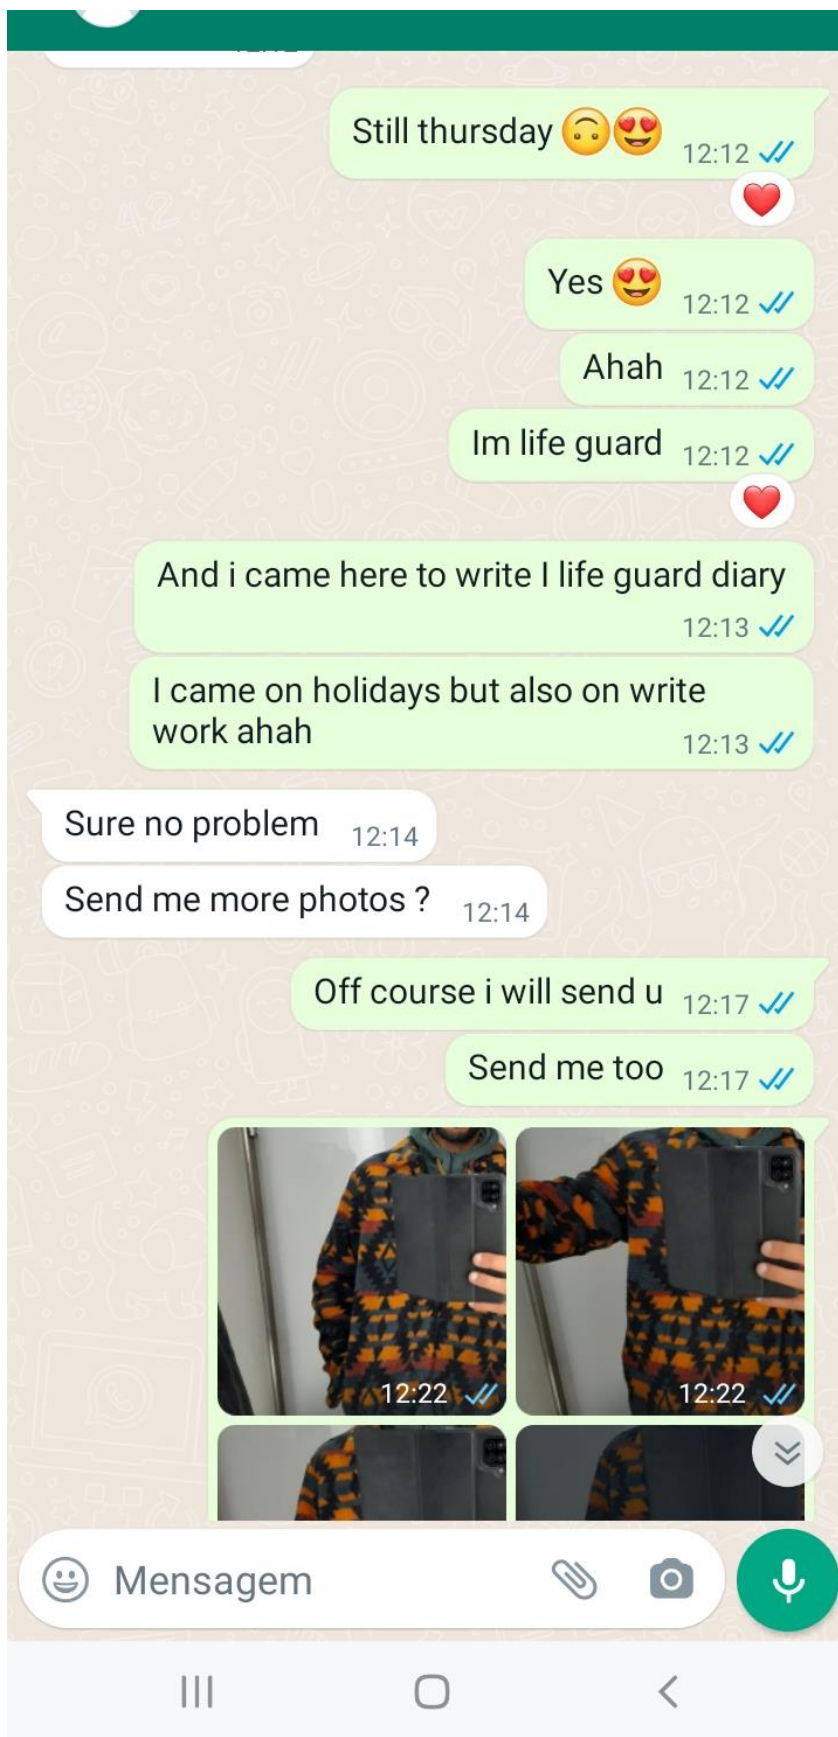 Still thursday 🙃😍 12:12
Yes 😍 12:12
Ahah 12:12
Im life guard 12:12
And i came here to write I life guard diary
12:13
I came on holidays but also on write
work ahah 12:13
Sure no problem 12:14
Send me more photos ? 12:14
Off course i will send u 12:17
Send me too 12:17
12:22 12:22
Mensagem